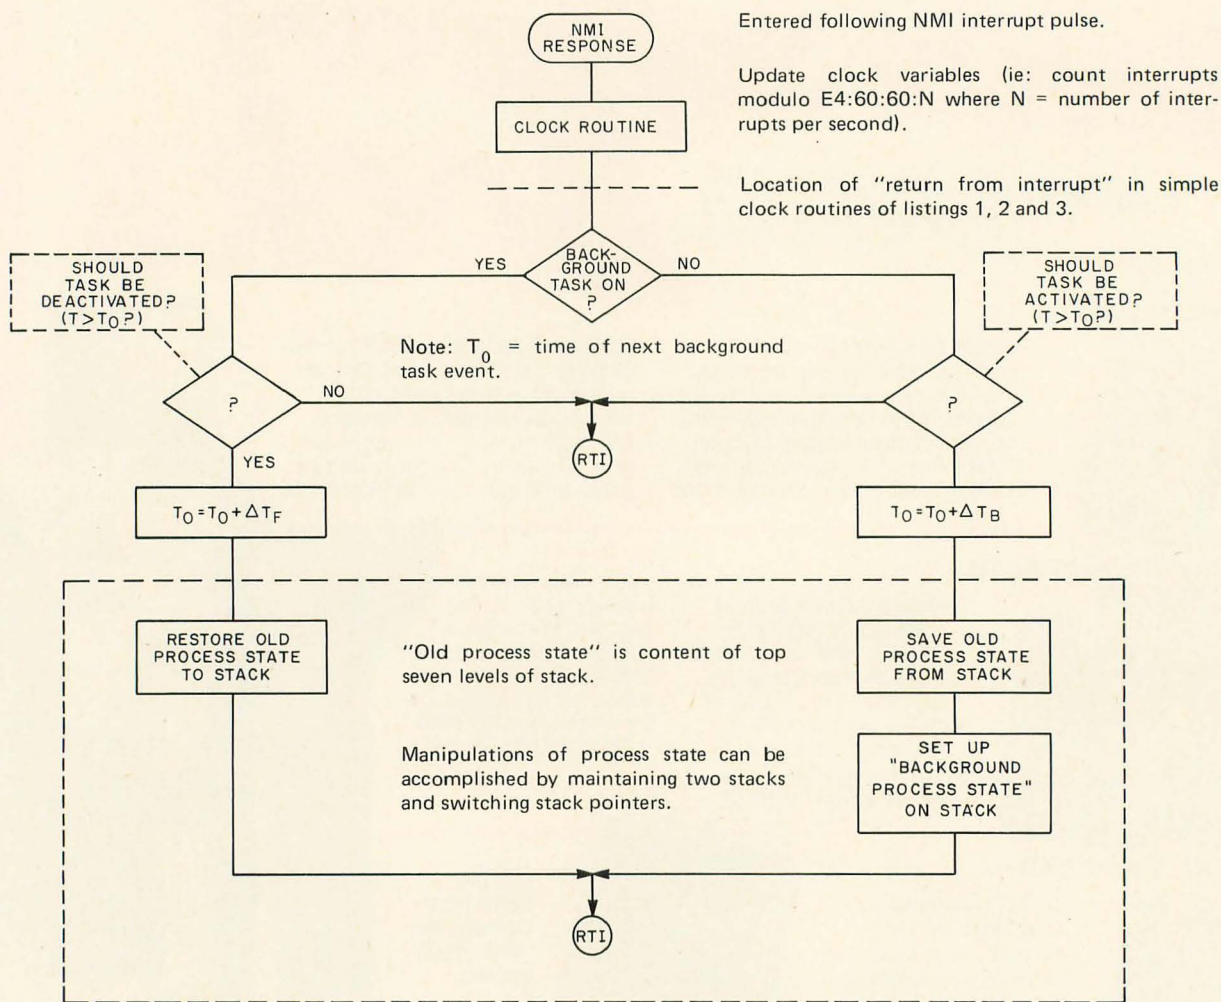 NMI
RESPONSE
Entered following NMI interrupt pulse.
CLOCK ROUTINE
Update clock variables (ie: count interrupts
modulo E4:60:60:N where N = number of inter-
rupts per second).
Location of "return from interrupt" in simple
clock routines of listings 1, 2 and 3.
BACK-
GROUND
TASK ON
?
YES
NO
SHOULD
TASK BE
DEACTIVATED?
(T>T0?)
SHOULD
TASK BE
ACTIVATED?
(T>T0?)
Note: T0 = time of next background
task event.
?
NO
YES
?
RTI
T0=T0+ΔTF
T0=T0+ΔTB
RESTORE OLD
PROCESS STATE
TO STACK
"Old process state" is content of top
seven levels of stack.
SAVE OLD
PROCESS STATE
FROM STACK
Manipulations of process state can be
accomplished by maintaining two stacks
and switching stack pointers.
SET UP
"BACKGROUND
PROCESS STATE"
ON STACK
RTI